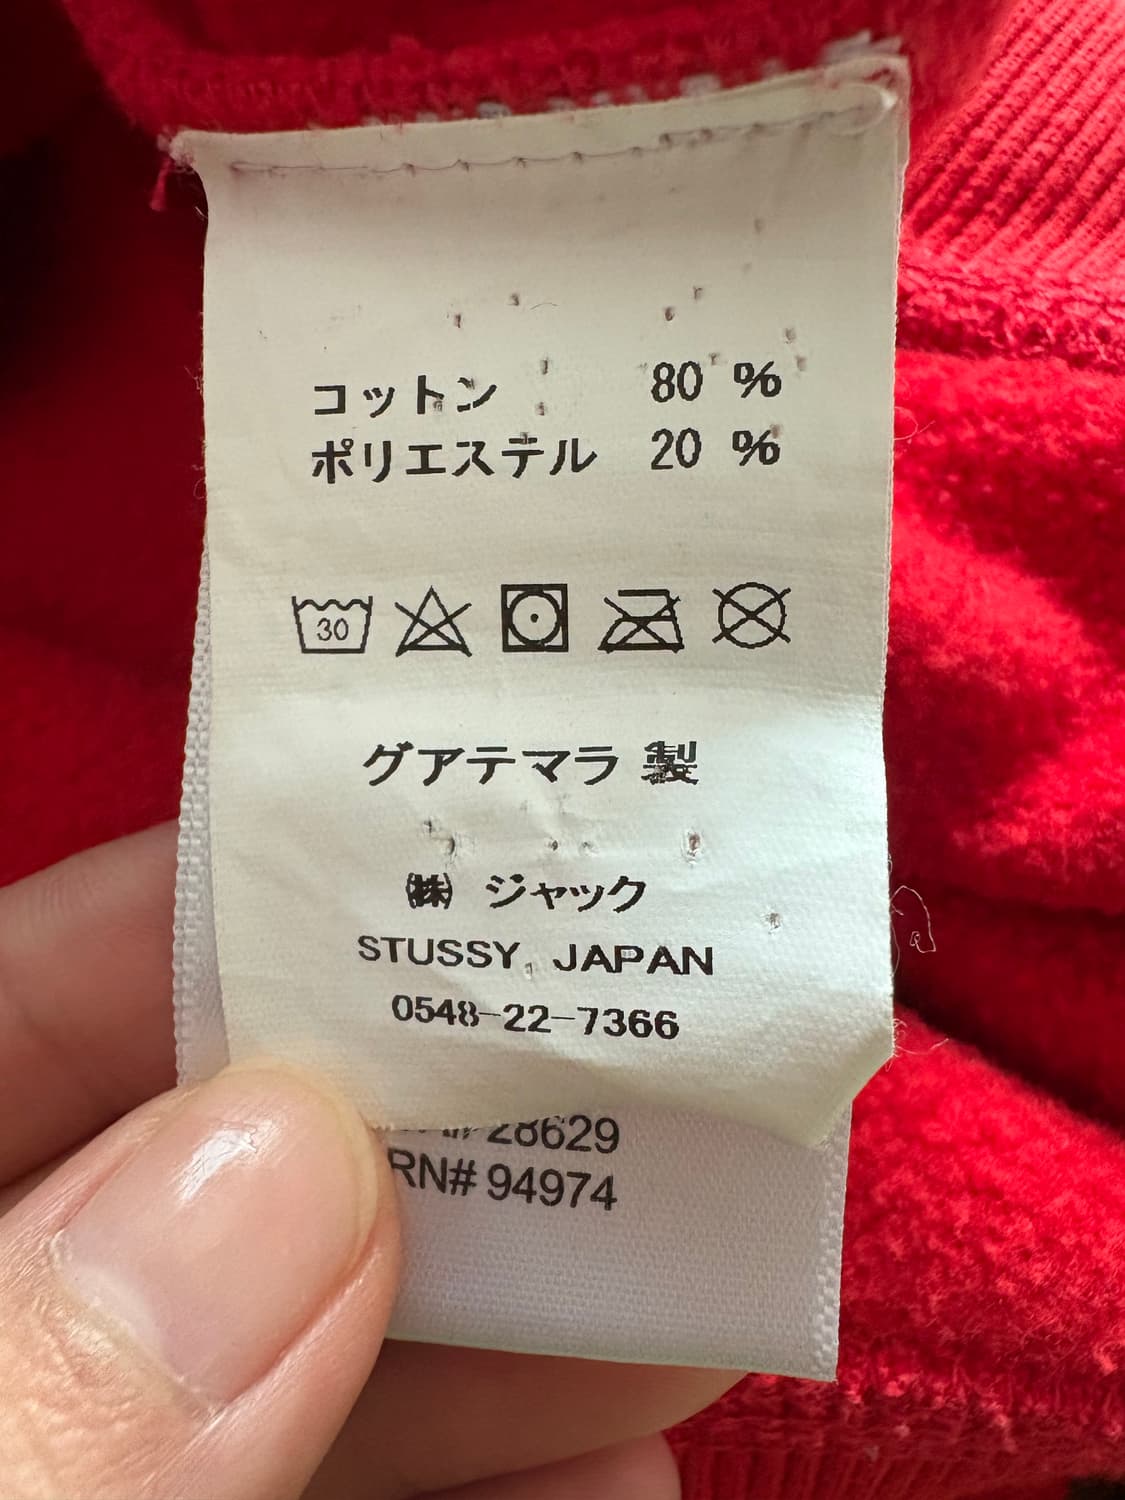 コットン 80 %
ポリエステル 20 %
30
グアテマラ 製
㈱ ジャック
STUSSY, JAPAN
0548-22-7366
28629
RN# 94974